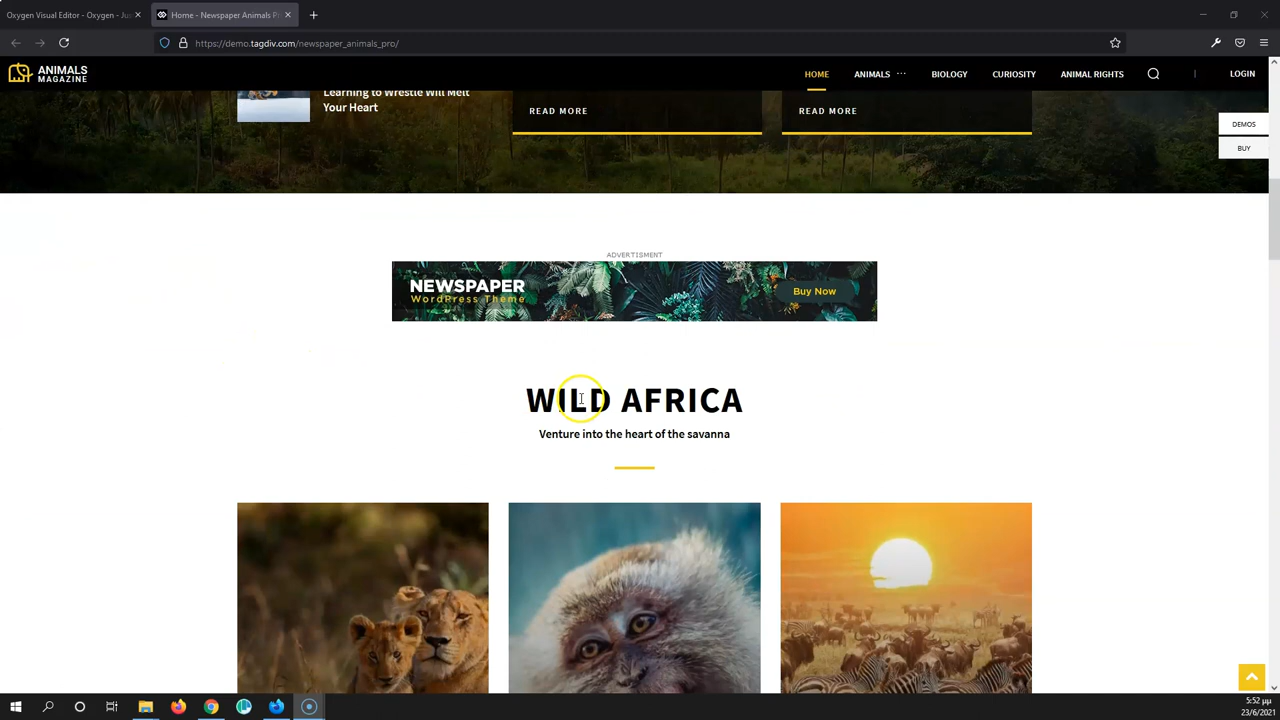 Oxygen Visual Editor - Oxygen - Jus
Home - Newspaper Animals P
https://demo.tagdiv.com/newspaper_animals_pro/
ANIMALS
MAGAZINE
HOME
ANIMALS
BIOLOGY
CURIOSITY
ANIMAL RIGHTS
LOGIN
Learning to Wrestle Will Melt
Your Heart
READ MORE
READ MORE
DEMOS
BUY
ADVERTISMENT
NEWSPAPER
WordPress Theme
Buy Now
WILD AFRICA
Venture into the heart of the savanna
5:52 μμ
23/6/2021